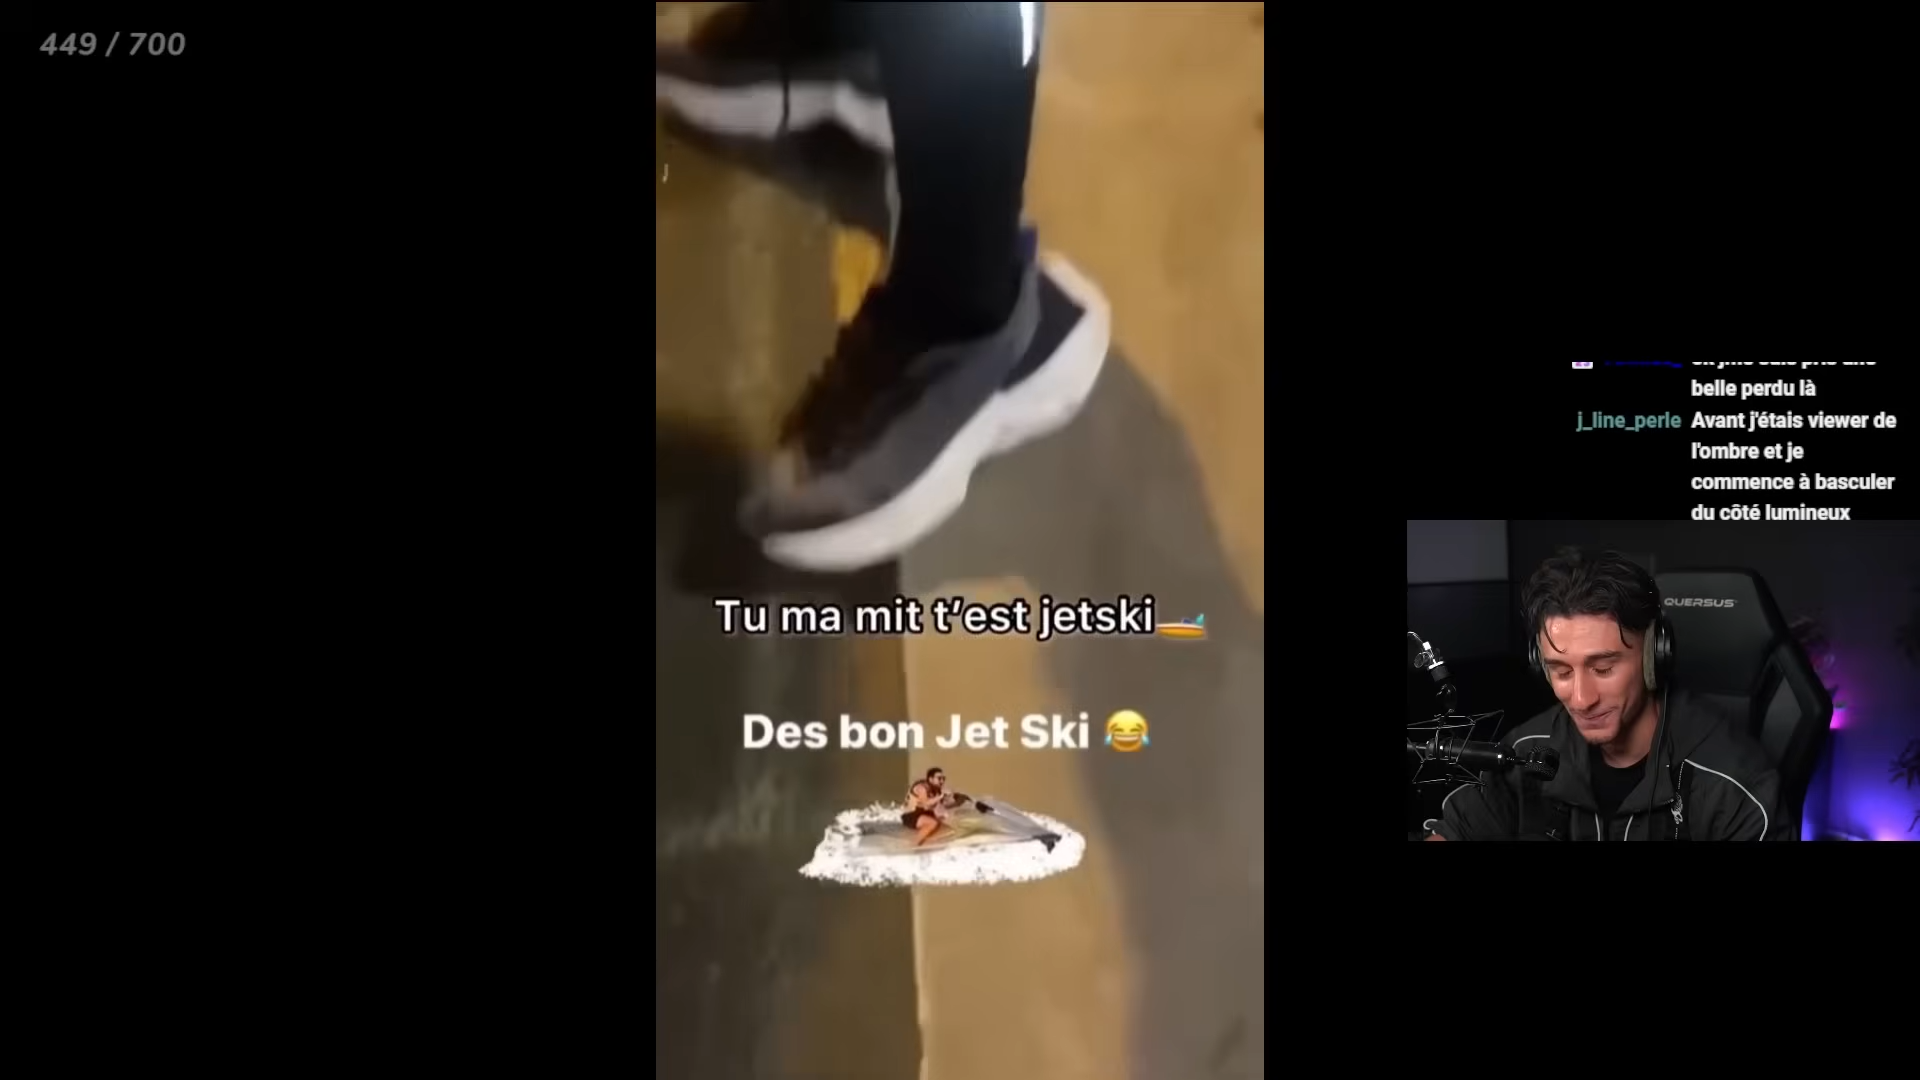 449 / 700
Tu ma mit t’est jetski
Des bon Jet Ski 😂
belle perdu là
j_line_perle Avant j'étais viewer de
l'ombre et je
commence à basculer
du côté lumineux
QUERSUS